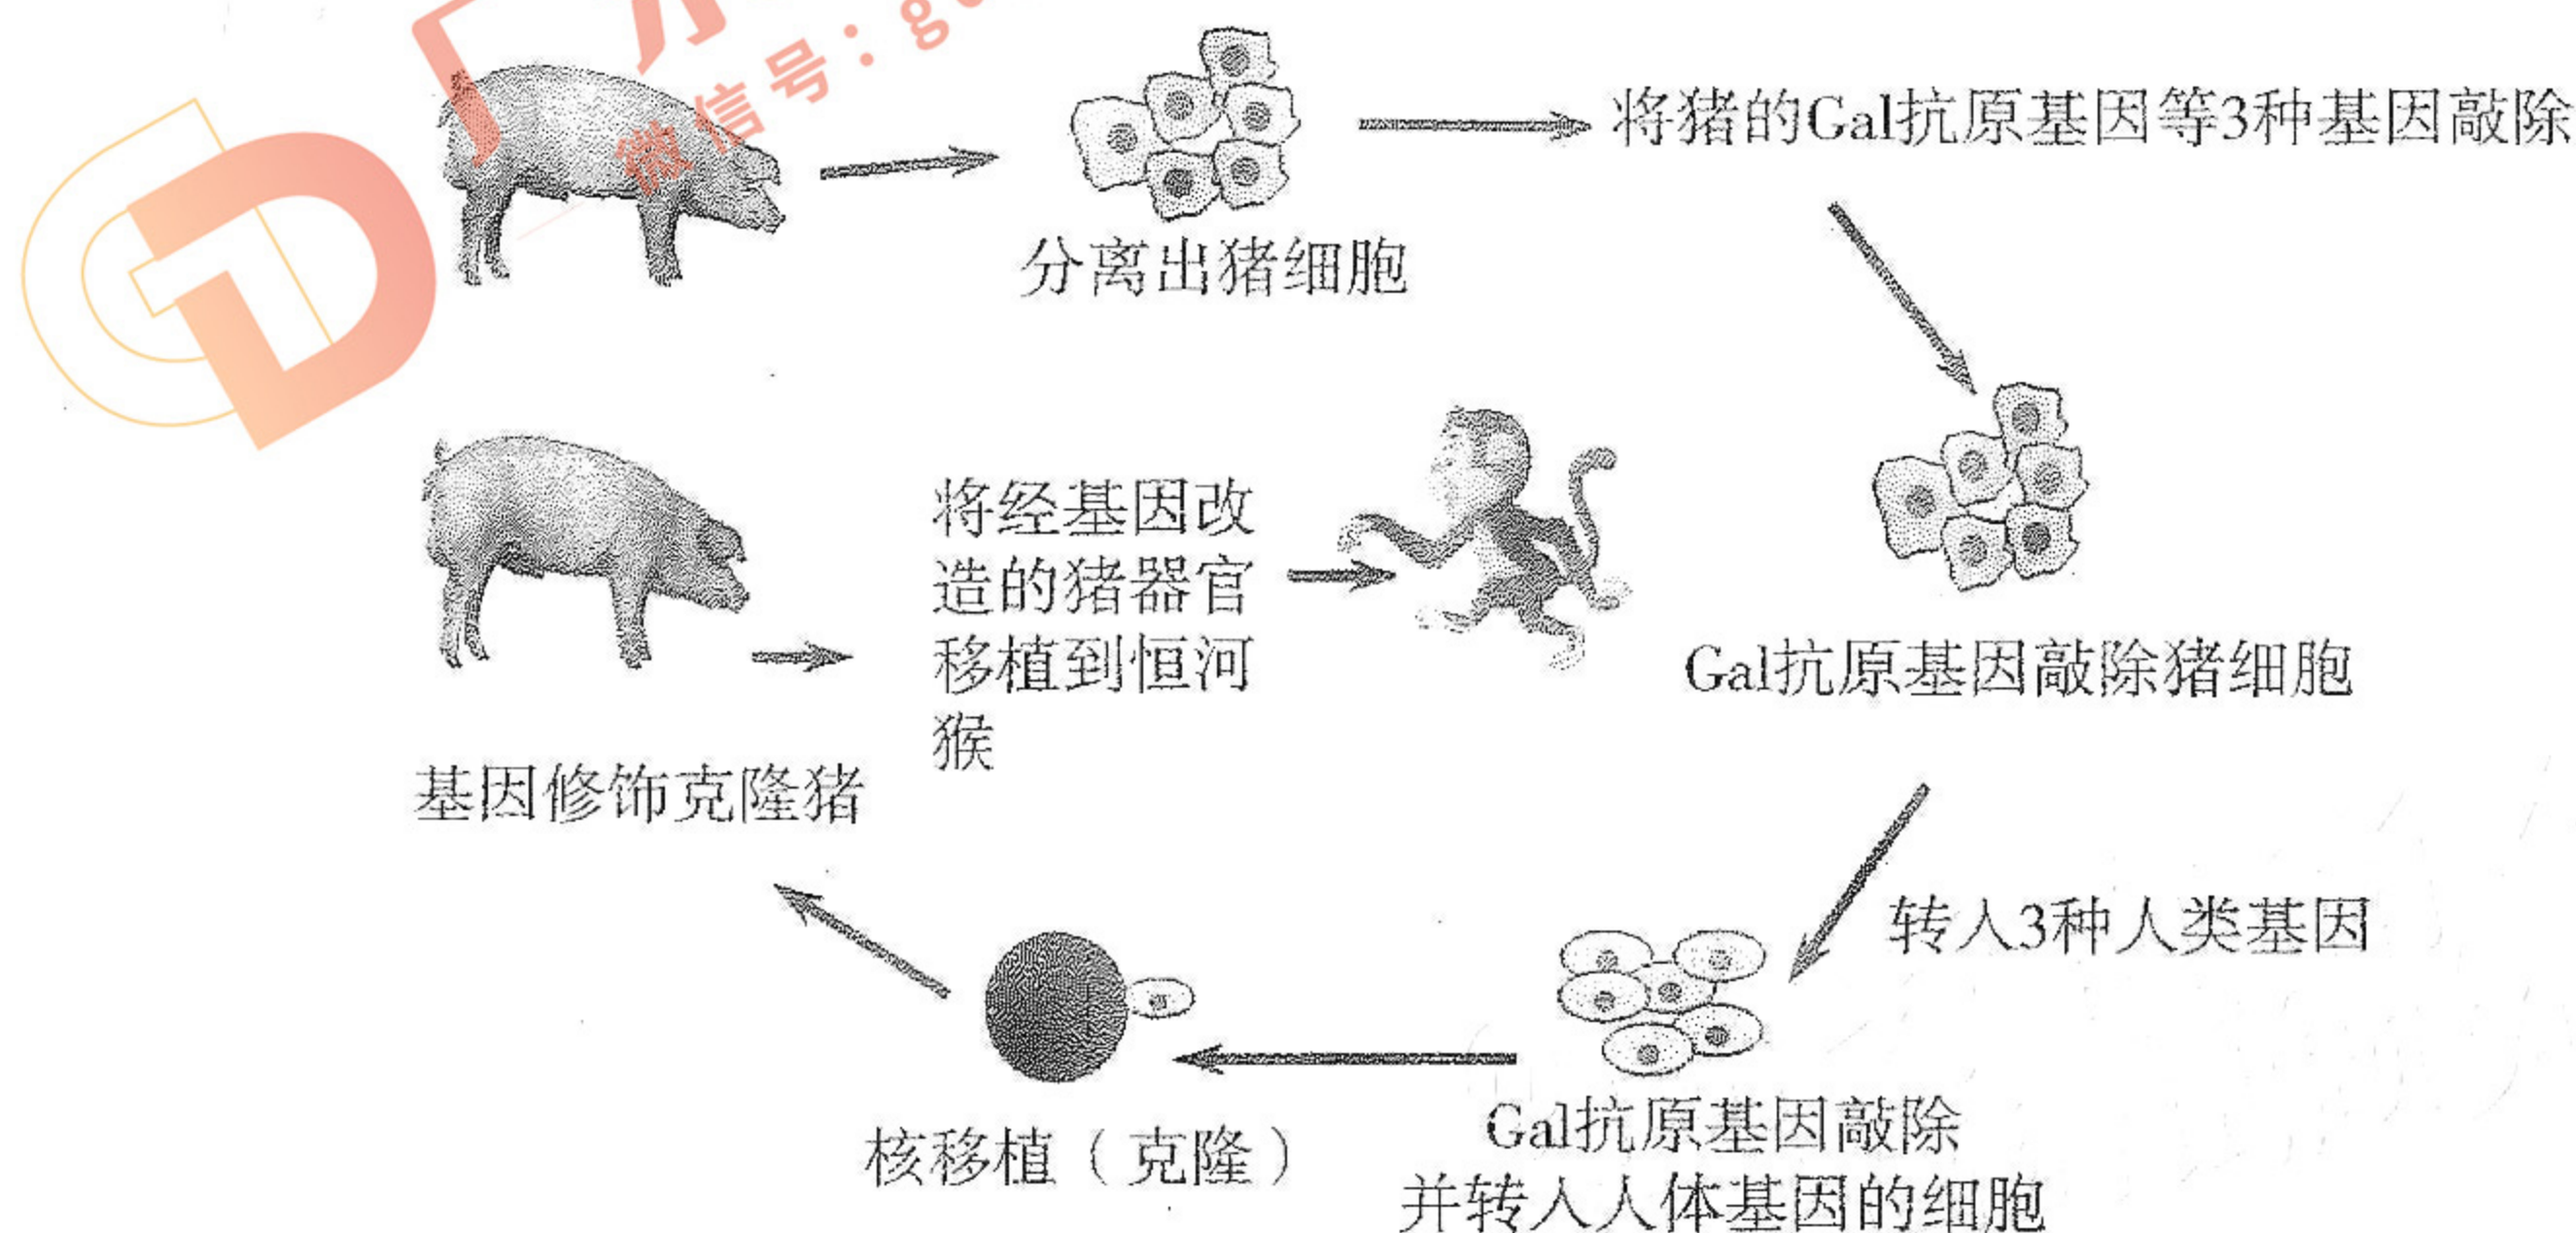 微信号：g
将猪的Gal抗原基因等3种基因敲除
分离出猪细胞
将经基因改
造的猪器官
移植到恒河
猴
Gal抗原基因敲除猪细胞
基因修饰克隆猪
转入3种人类基因
核移植（克隆）
Gal抗原基因敲除
并转入人体基因的细胞